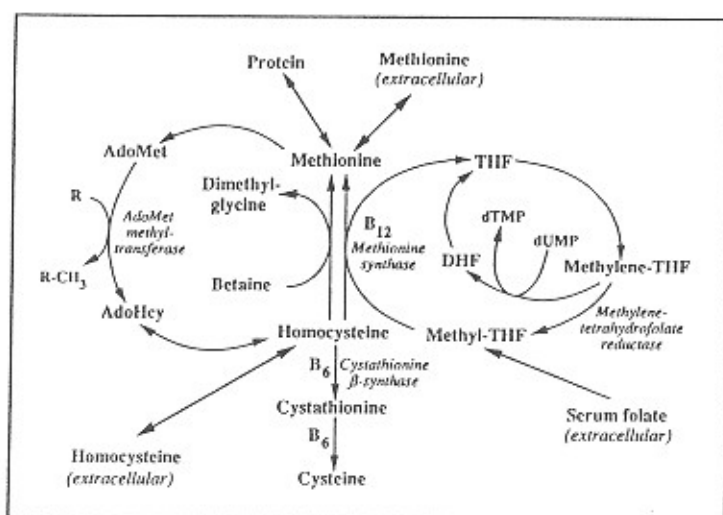 Protein
Methionine
(extracellular)
AdoMet
Methionine
THF
R
Dimethyl-
glycine
AdoMet
methyl-
transferase
B12
Methionine
synthase
dTMP
dUMP
DHF
Methylene-THF
R-CH3
Betaine
AdoHcy
Homocysteine
Methyl-THF
Methylene-
tetrahydrofolate
reductase
B6
Cystathionine
β-synthase
Cystathionine
B6
Serum folate
(extracellular)
Homocysteine
(extracellular)
Cysteine